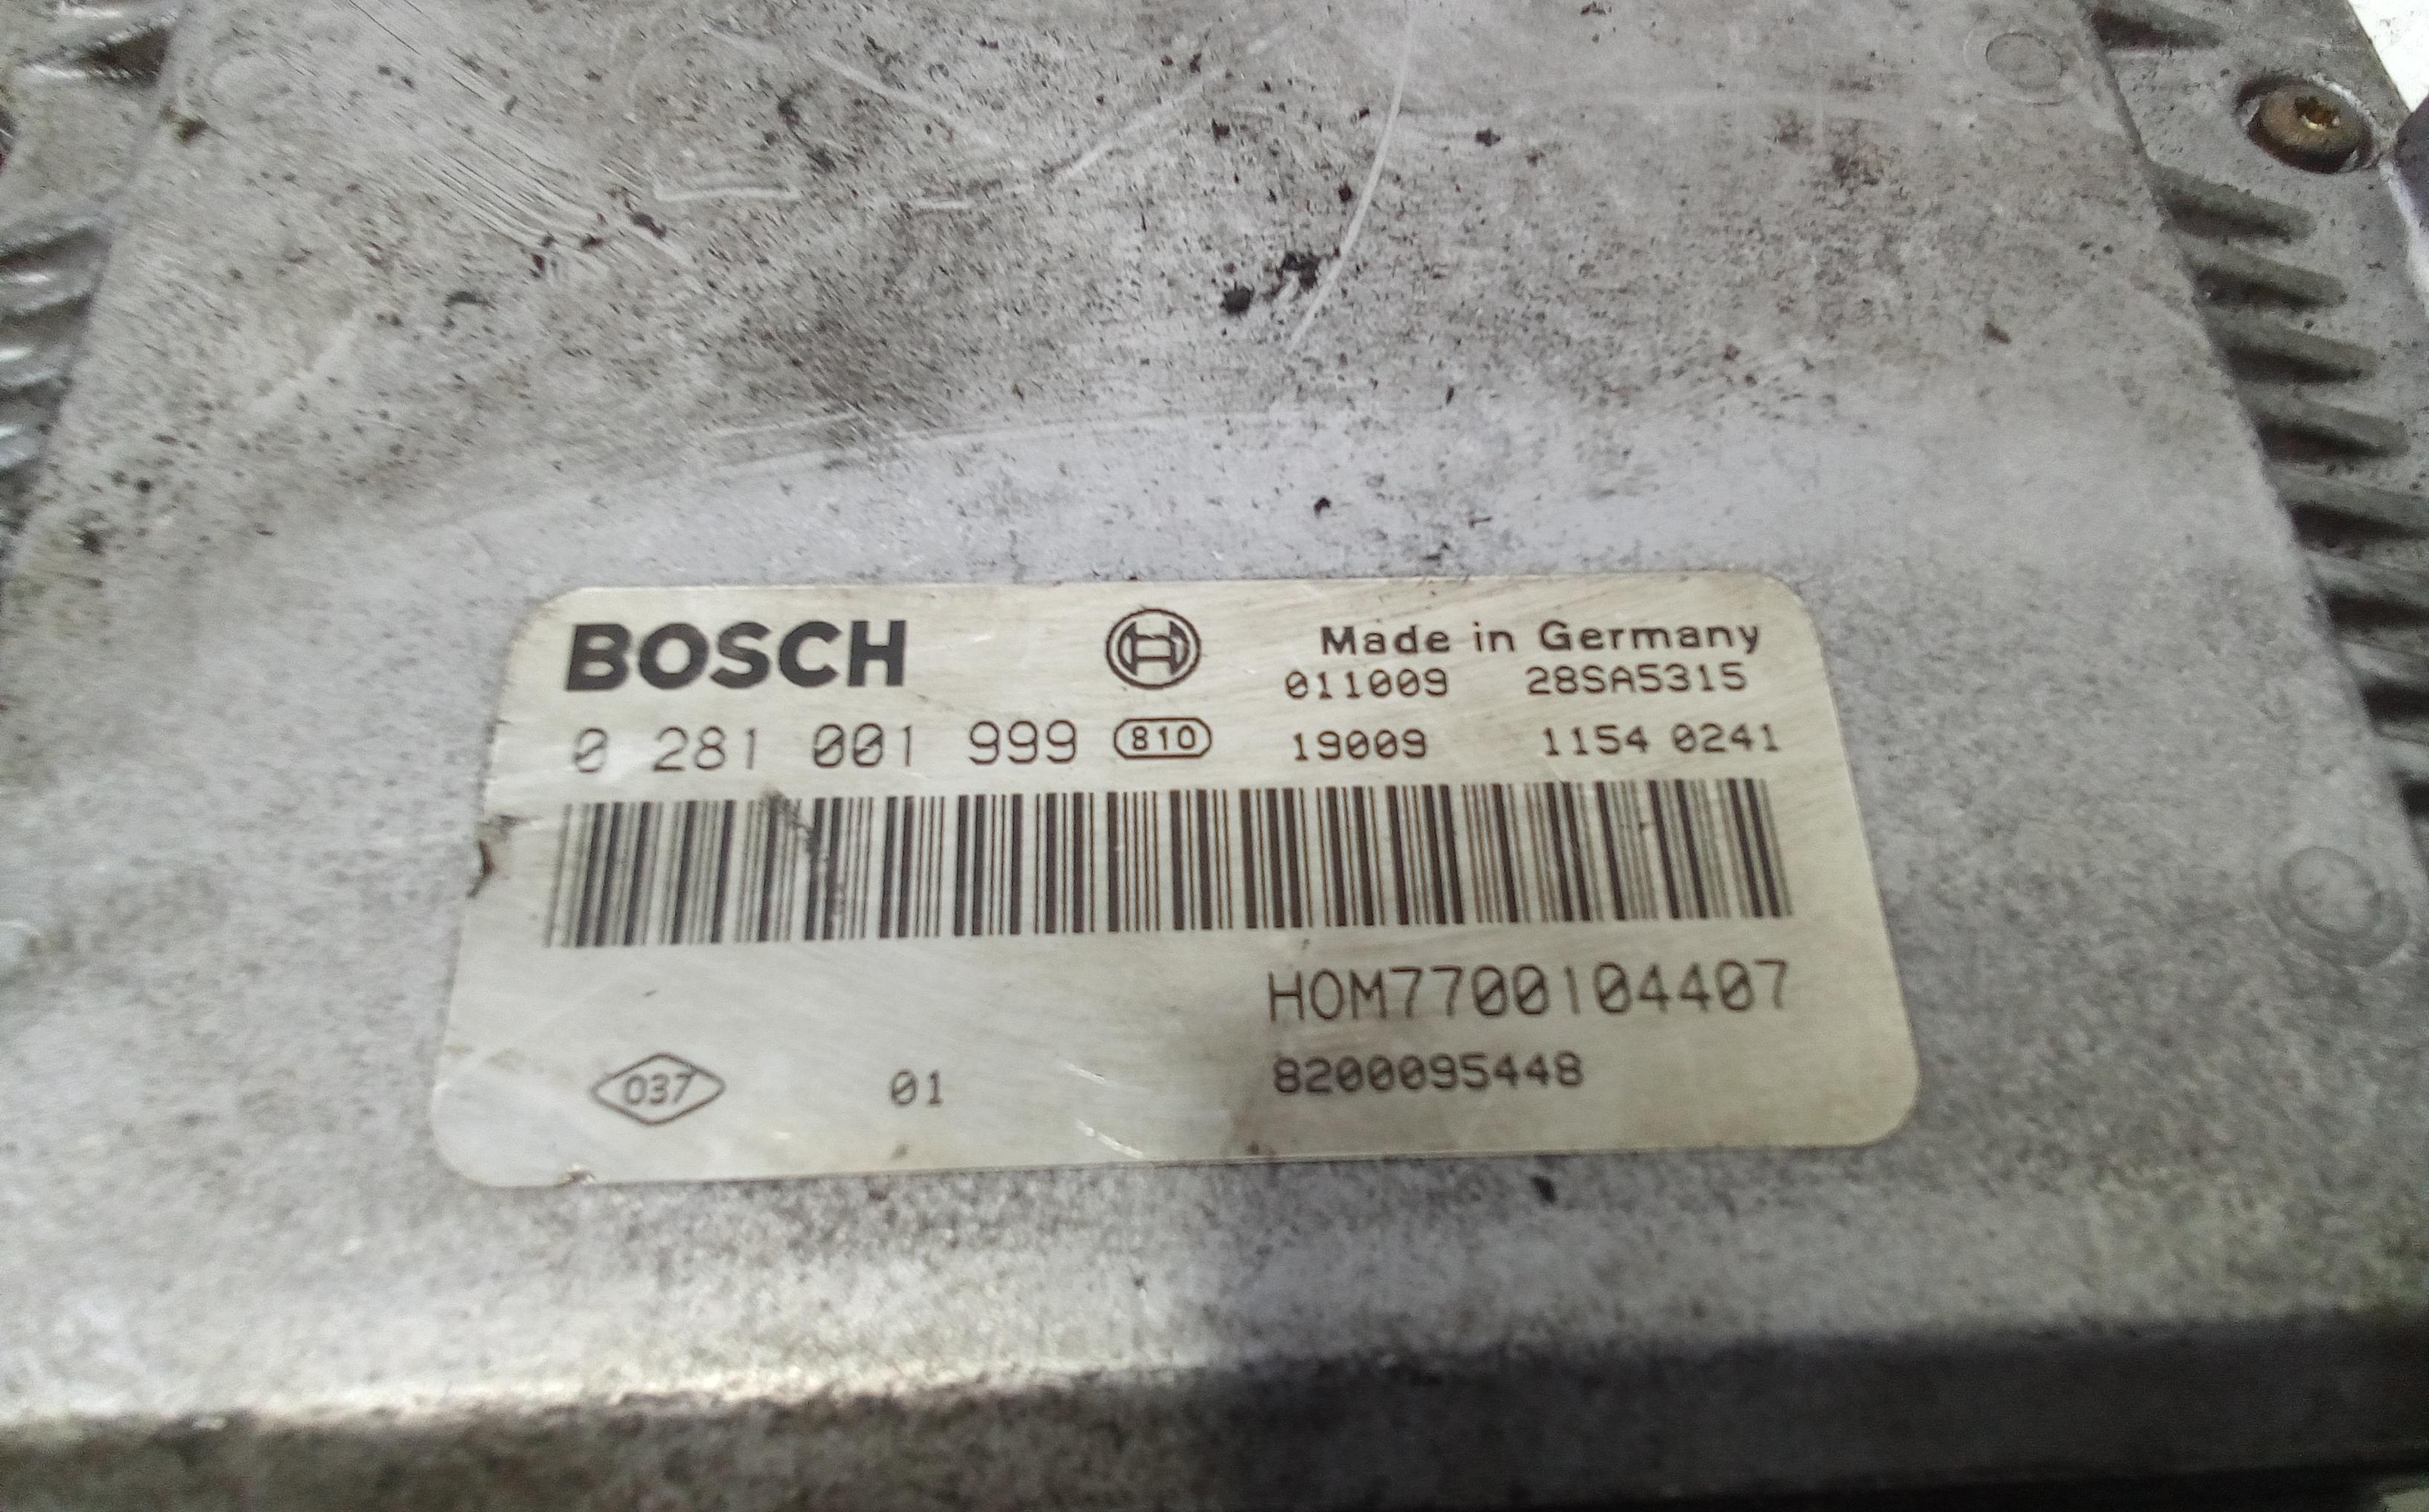 BOSCH Made in Germany
011009 28SA5315
0 281 001 999 810 19009 1154 0241
HOM7700104407
037 01 8200095448